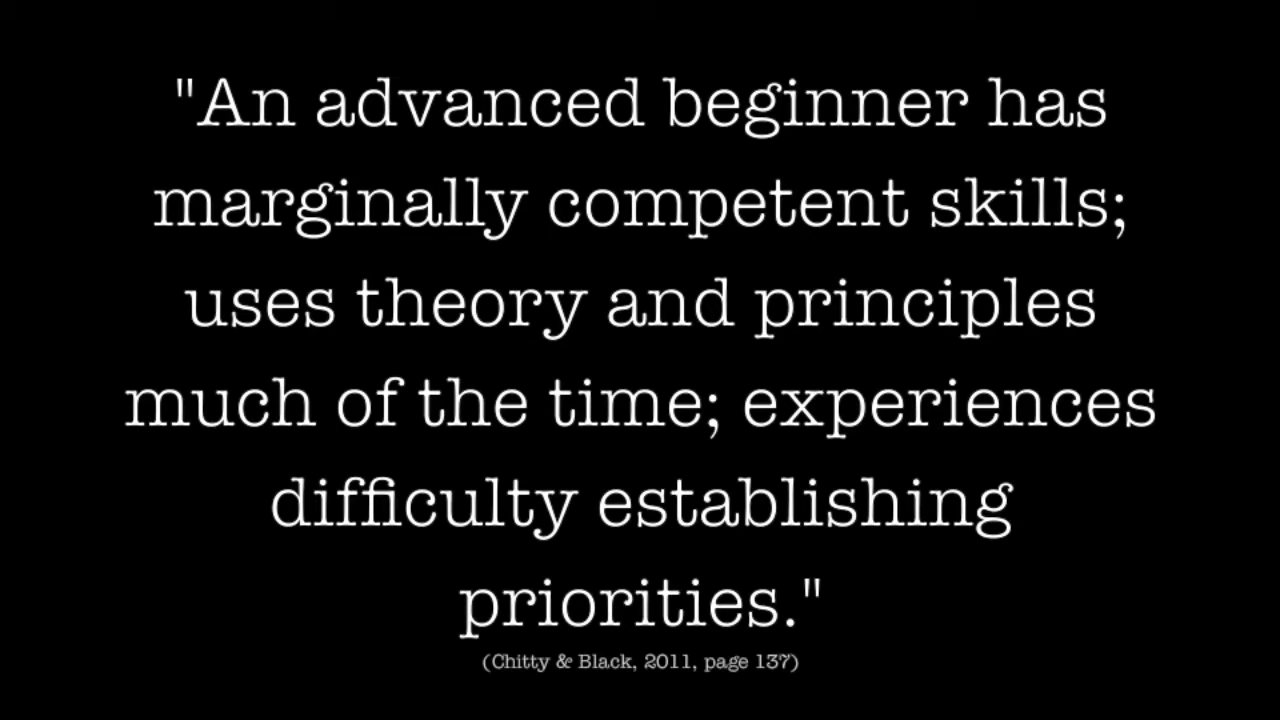 "An advanced beginner has
marginally competent skills;
uses theory and principles
much of the time; experiences
difficulty establishing
priorities."
(Chitty & Black, 2011, page 137)